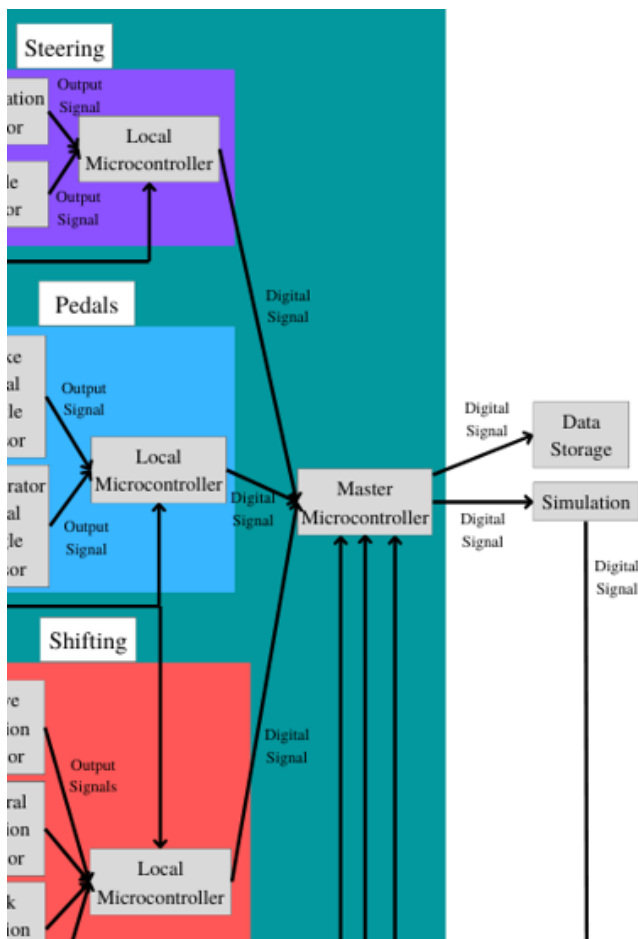 Steering
Output
Signal
Local
Microcontroller
Output
Signal
Digital
Signal
Pedals
Output
Signal
Local
Microcontroller
Output
Signal
Digital
Signal
Master
Microcontroller
Digital
Signal
Data
Storage
Digital
Signal
Simulation
Digital
Signal
Shifting
Output
Signals
Digital
Signal
Local
Microcontroller